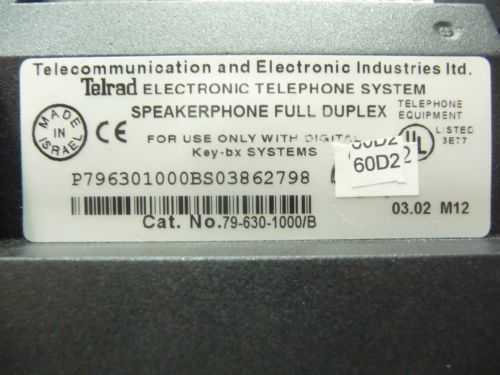 Telecommunication and Electronic Industries ltd.
Telrad ELECTRONIC TELEPHONE SYSTEM
SPEAKERPHONE FULL DUPLEX
TELEPHONE
EQUIPMENT
MADE
IN
ISRAEL
CE
FOR USE ONLY WITH DIGITAL
Key-bx SYSTEMS
UL
LISTED
3E77
60D2
60D2
P796301000BS03862798
Cat. No.79-630-1000/B
03.02 M12